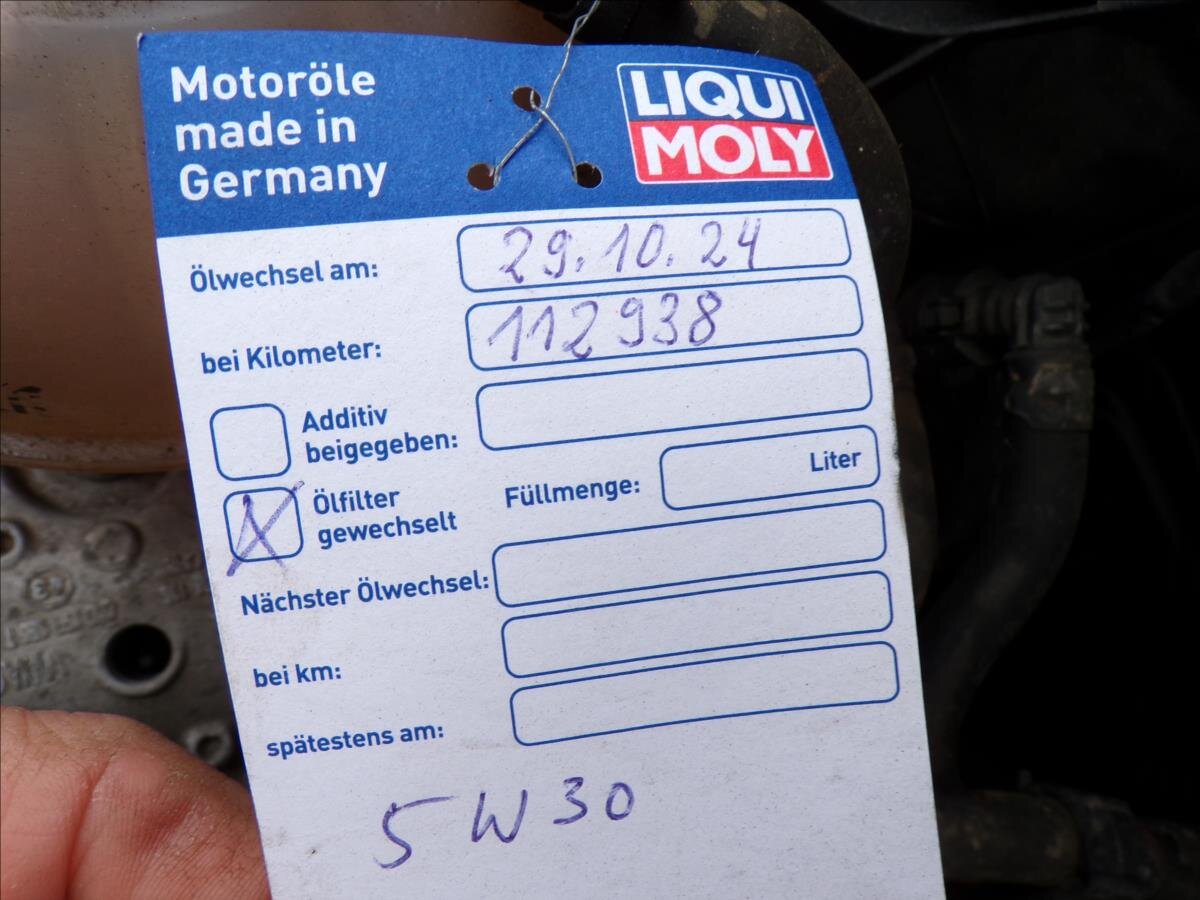 Motoröle
made in
Germany
LIQUI
MOLY
Ölwechsel am: 29.10.24
bei Kilometer: 112938
Additiv
beigegeben:
Ölfilter
gewechselt
Füllmenge: Liter
Nächster Ölwechsel:
bei km:
spätestens am:
5W30